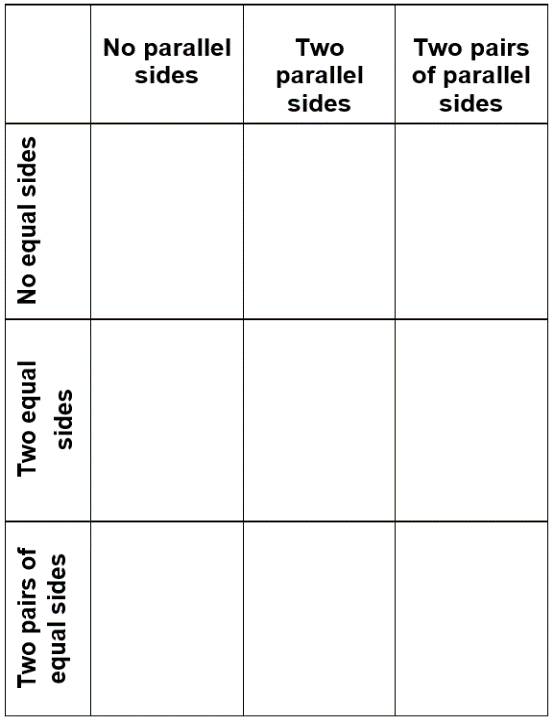 No parallel
sides
Two
parallel
sides
Two pairs
of parallel
sides
No equal sides
Two equal
sides
Two pairs of
equal sides